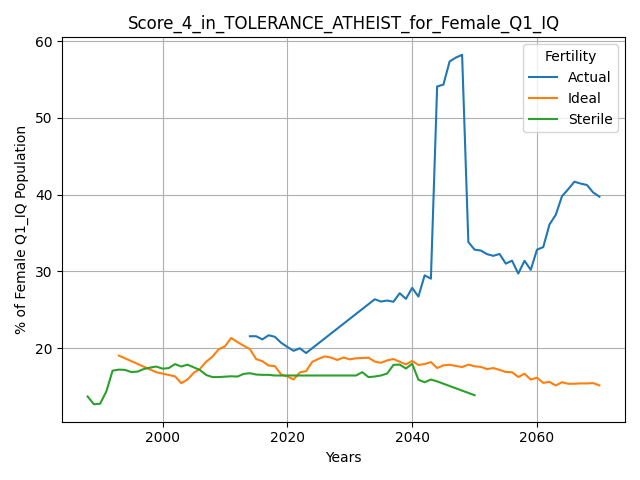 Score_4_in_TOLERANCE_ATHEIST_for_Female_Q1_IQ
Fertility
Actual
Ideal
Sterile
% of Female Q1_IQ Population
60
50
40
30
20
2000
2020
2040
2060
Years